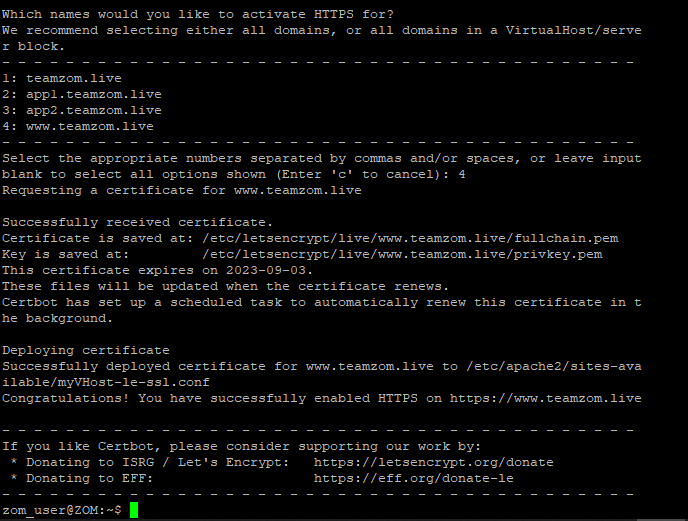 Which names would you like to activate HTTPS for?
We recommend selecting either all domains, or all domains in a VirtualHost/serve
r block.
- - - - - - - - - - - - - - - - - - - - - - - - - - - - - - - - - - - - - - - -
1: teamzom.live
2: app1.teamzom.live
3: app2.teamzom.live
4: www.teamzom.live
- - - - - - - - - - - - - - - - - - - - - - - - - - - - - - - - - - - - - - - -
Select the appropriate numbers separated by commas and/or spaces, or leave input
blank to select all options shown (Enter 'c' to cancel): 4
Requesting a certificate for www.teamzom.live

Successfully received certificate.
Certificate is saved at: /etc/letsencrypt/live/www.teamzom.live/fullchain.pem
Key is saved at:         /etc/letsencrypt/live/www.teamzom.live/privkey.pem
This certificate expires on 2023-09-03.
These files will be updated when the certificate renews.
Certbot has set up a scheduled task to automatically renew this certificate in t
he background.

Deploying certificate
Successfully deployed certificate for www.teamzom.live to /etc/apache2/sites-ava
ilable/myVHost-le-ssl.conf
Congratulations! You have successfully enabled HTTPS on https://www.teamzom.live

- - - - - - - - - - - - - - - - - - - - - - - - - - - - - - - - - - - - - - - -
If you like Certbot, please consider supporting our work by:
 * Donating to ISRG / Let's Encrypt:   https://letsencrypt.org/donate
 * Donating to EFF:                    https://eff.org/donate-le
- - - - - - - - - - - - - - - - - - - - - - - - - - - - - - - - - - - - - - - -
zom_user@ZOM:~$